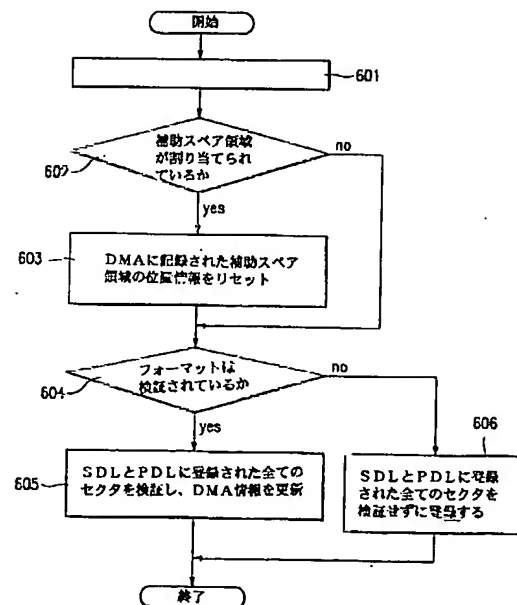 開始
601
補助スペア領域
が割り当てられ
ているか
no
602
yes
603
DMAに記録された補助スペア
領域の位置情報をリセット
フォーマットは
検証されているか
no
604
yes
606
605
SDLとPDLに登録された全ての
セクタを検証し、DMA情報を更新
SDLとPDLに登録
された全てのセクタを
検証せずに登録する
終了